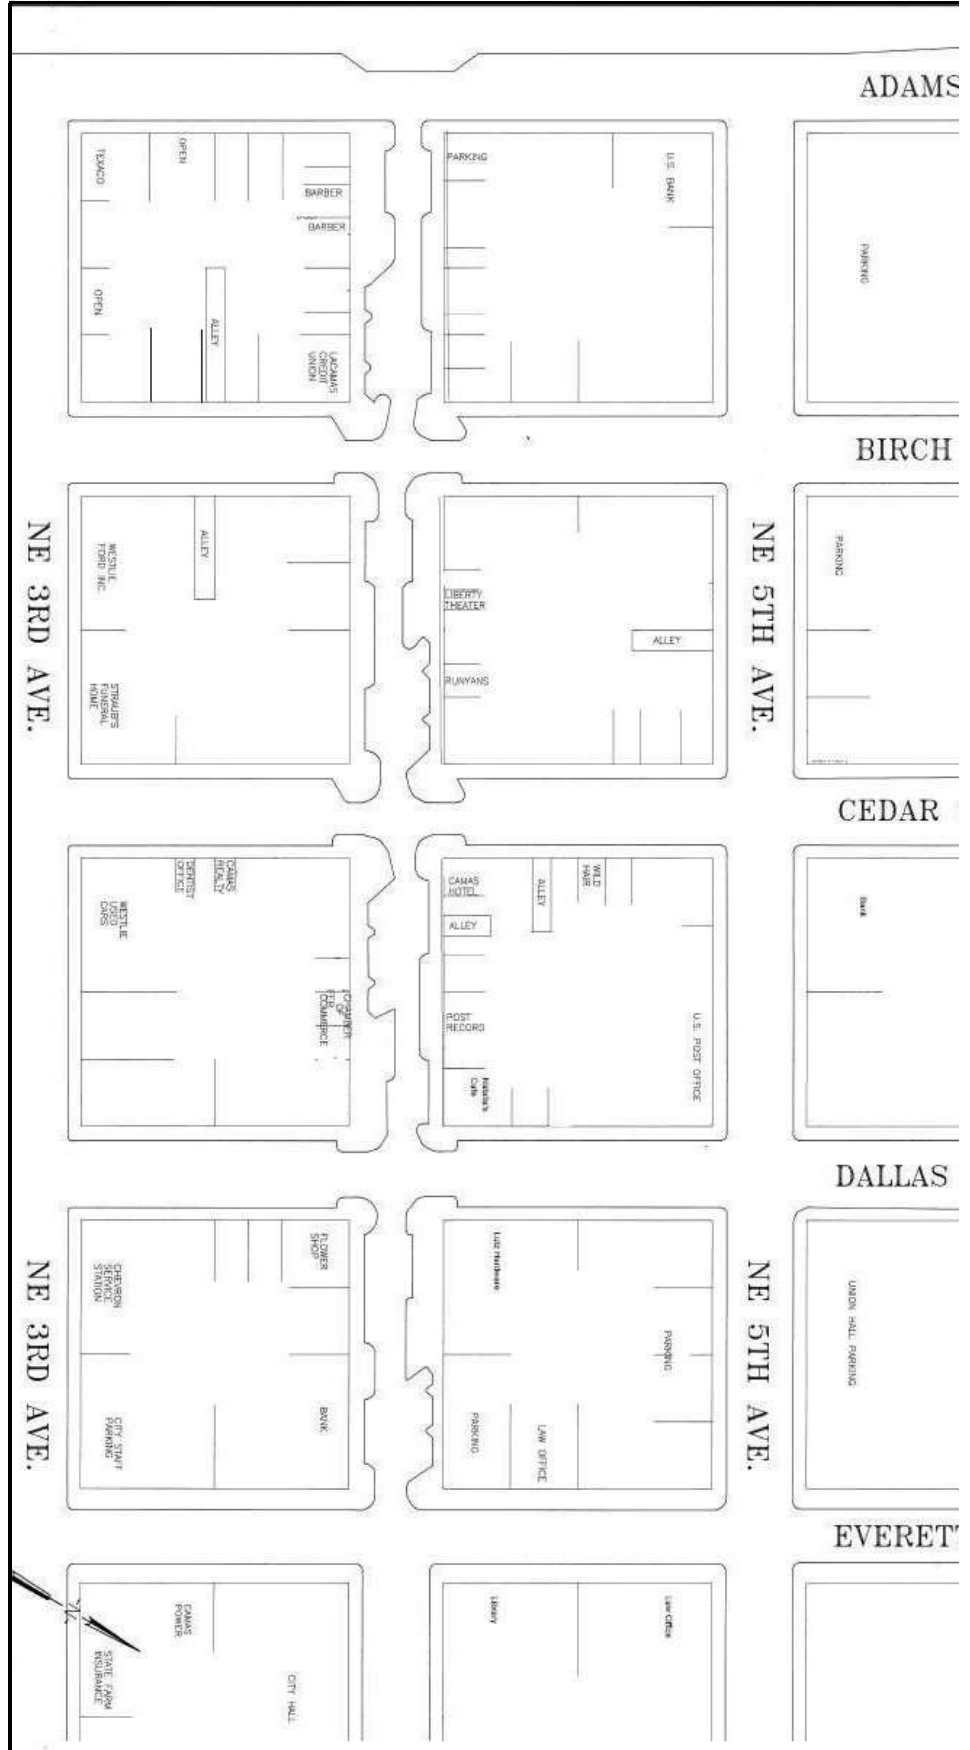 ADAMS
TEXACO
OPEN
BARBER
BARBER
OPEN
ALLEY
LACAMAS
CREDIT
UNION
PARKING
U.S. BANK
PARKING
BIRCH
NE 3RD AVE.
WESTLIE
FORD INC.
ALLEY
STRAUB'S
FUNERAL
HOME
LIBERTY
THEATER
RUNYANS
ALLEY
NE 5TH AVE.
PARKING
CEDAR
DENTIST
OFFICE
CAMAS
REALTY
WESTLIE
USED
CARS
CHAMBER
OF
COMMERCE
CAMAS
HOTEL
ALLEY
ALLEY
WILD
HAIR
POST
RECORD
Cafe
U.S. POST OFFICE
Bank
DALLAS
NE 3RD AVE.
CHEVRON
SERVICE
STATION
FLOWER
SHOP
CITY STAFF
PARKING
BANK
Lutz Hardware
PARKING
PARKING
LAW OFFICE
NE 5TH AVE.
UNION HALL PARKING
EVERETT
N
CAMAS
POWER
STATE FARM
INSURANCE
CITY HALL
Library
Law Office